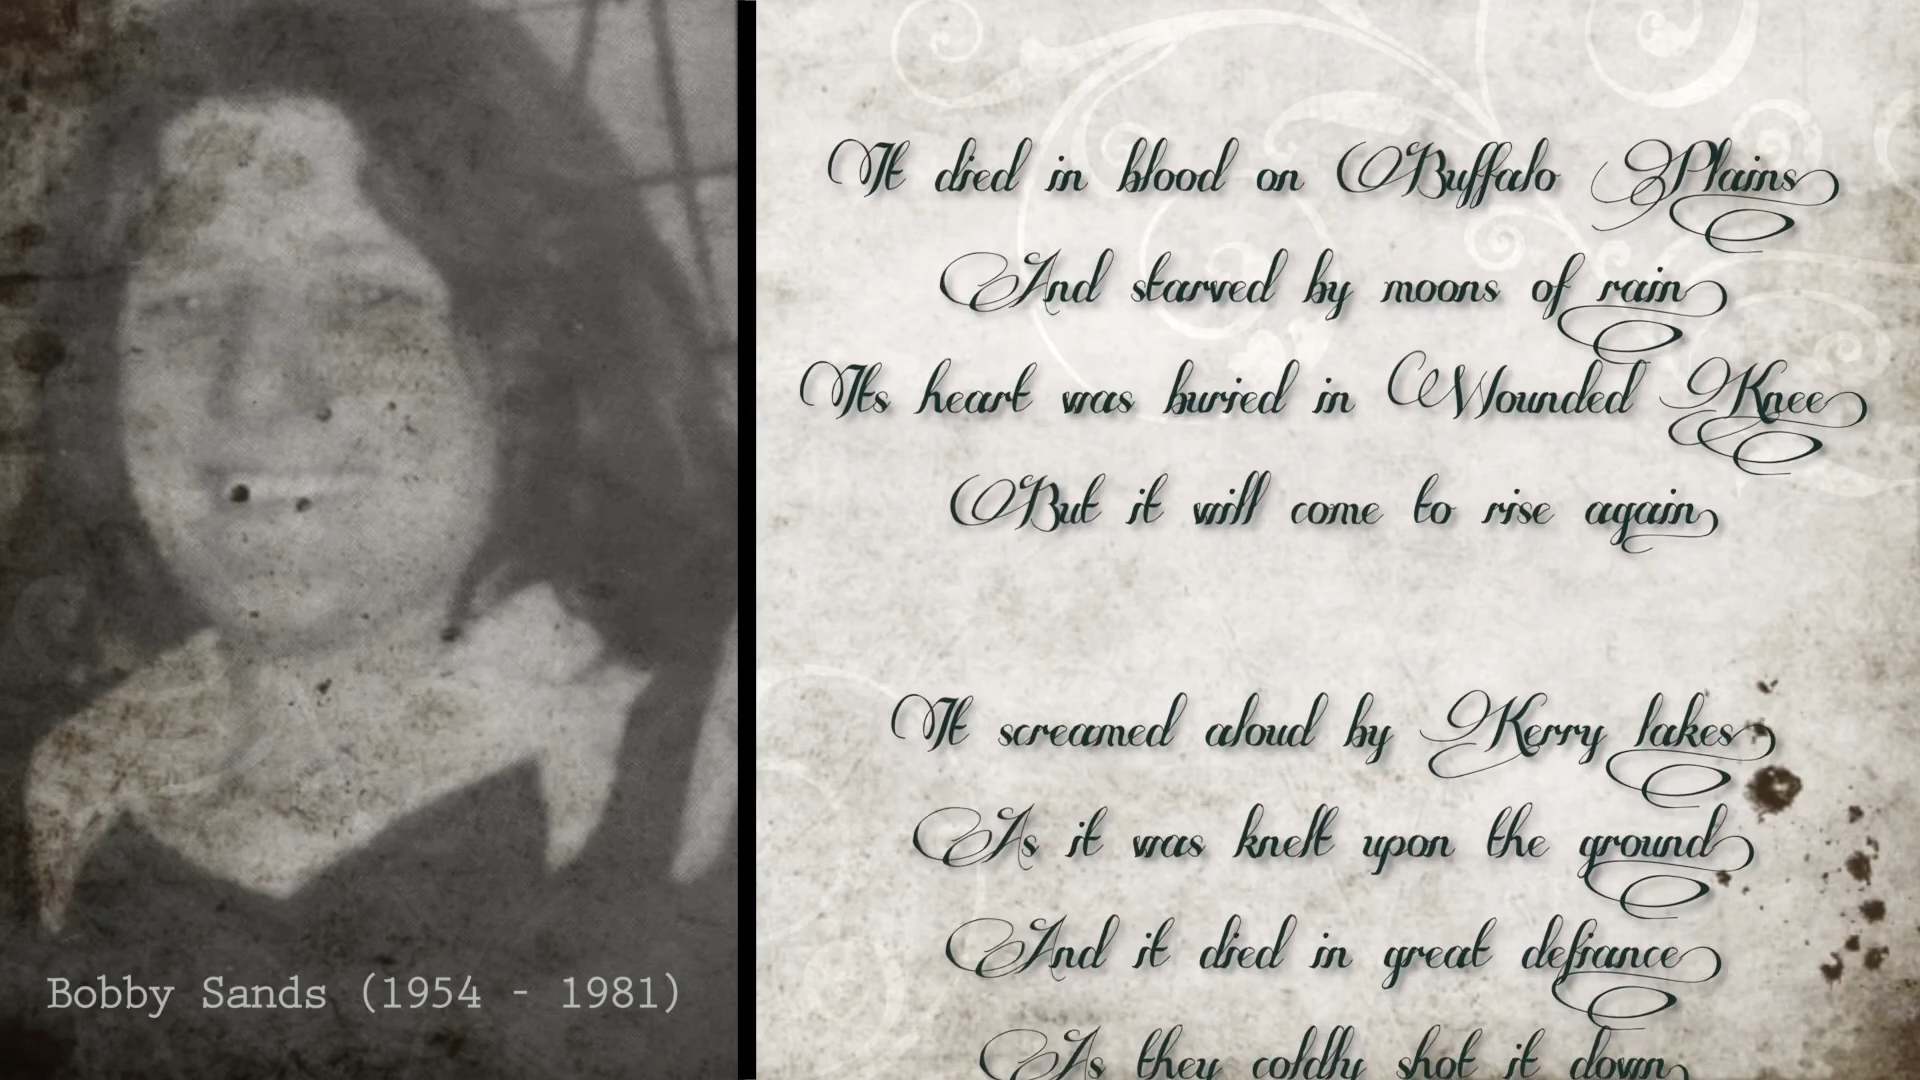 Bobby Sands (1954 - 1981)
It died in blood on Buffalo Plains
And starved by moons of rain
Its heart was buried in Wounded Knee
But it will come to rise again
It screamed aloud by Kerry lakes
As it was knelt upon the ground
And it died in great defiance
As they coldly shot it down